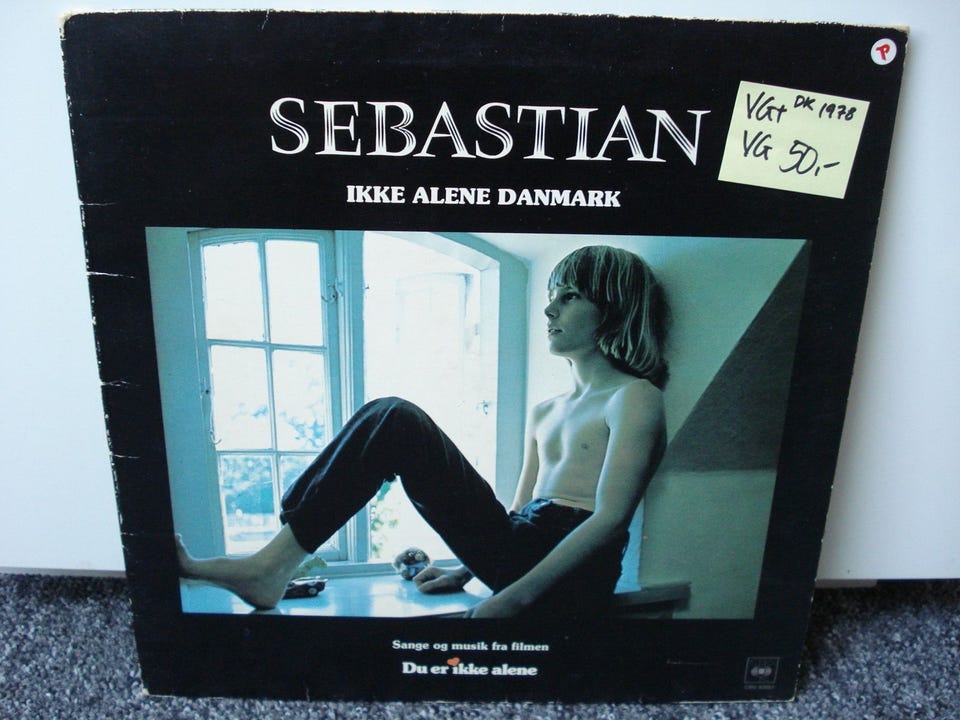 P
SEBASTIAN
VG+ DK 1978
VG 50,-
IKKE ALENE DANMARK
Sange og musik fra filmen
Du er ikke alene